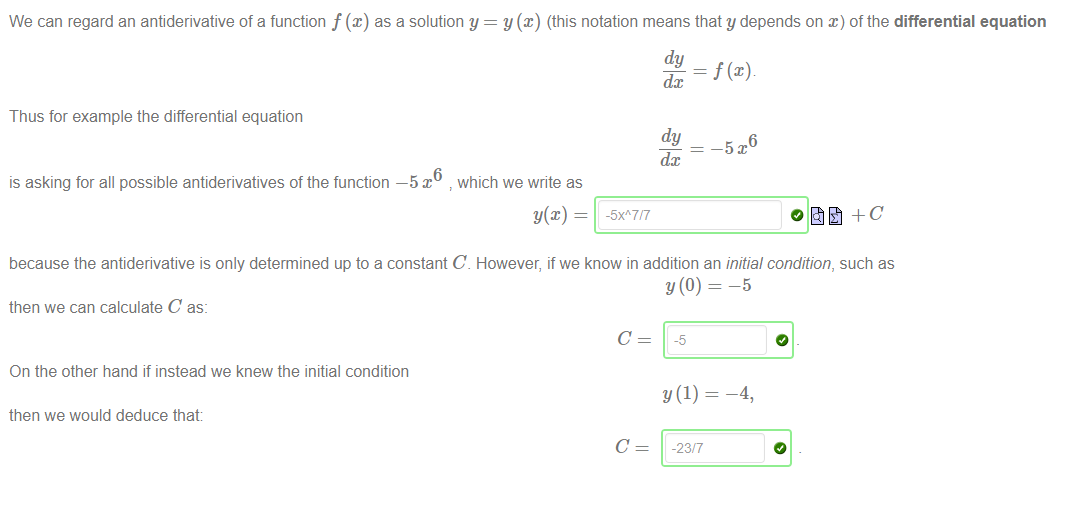 We can regard an antiderivative of a function f (x) as a solution y = y (x) (this notation means that y depends on x) of the differential equation
dy/dx = f (x).
Thus for example the differential equation
dy/dx = −5 x^6
is asking for all possible antiderivatives of the function −5 x^6 , which we write as
y(x) = -5x^7/7 + C
because the antiderivative is only determined up to a constant C. However, if we know in addition an initial condition, such as
y (0) = −5
then we can calculate C as:
C = -5 .
On the other hand if instead we knew the initial condition
y (1) = −4,
then we would deduce that:
C = -23/7 .